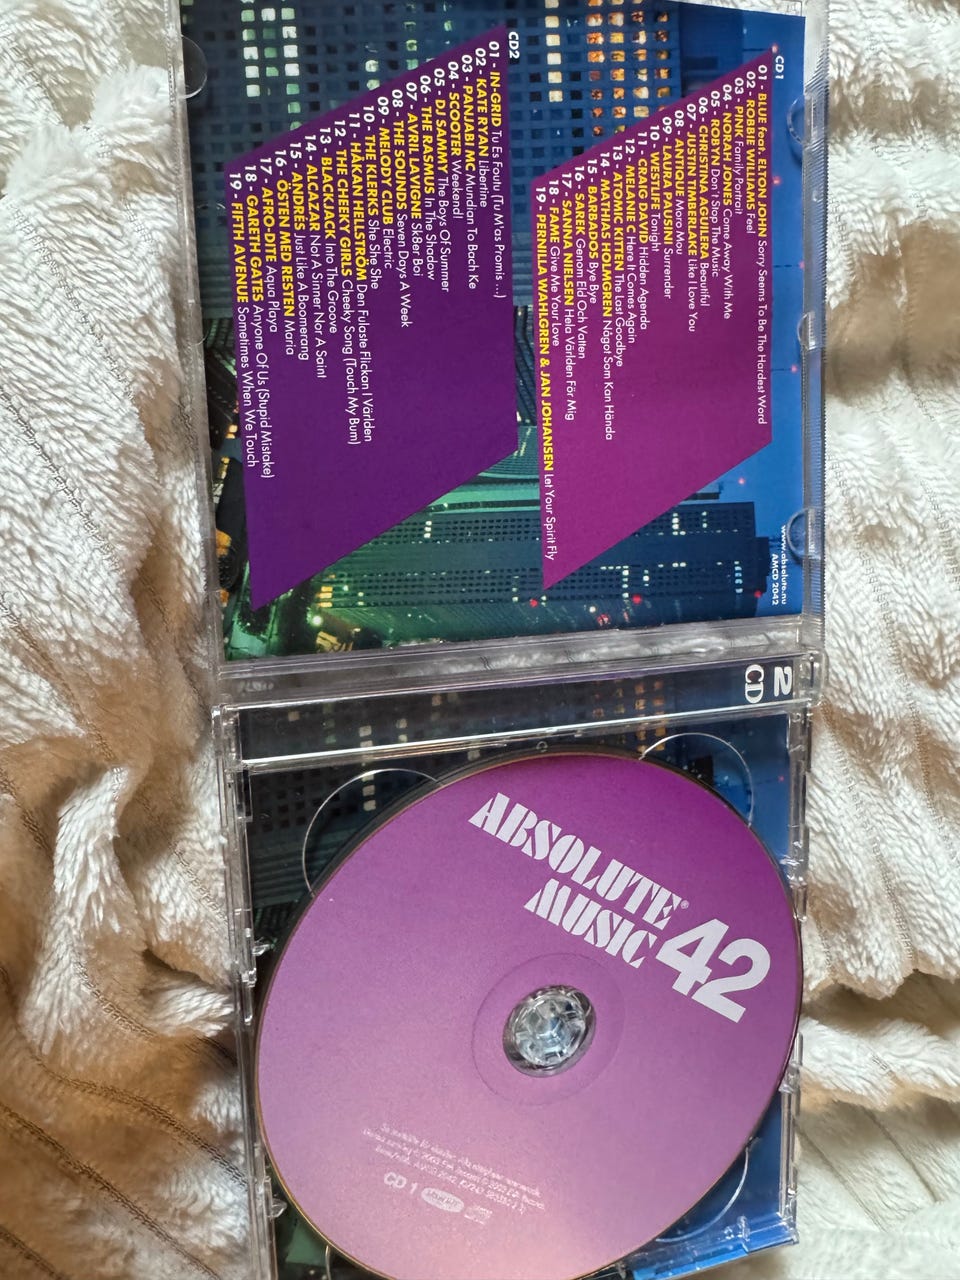 CD1
01 - BLUE feat. ELTON JOHN Sorry Seems To Be The Hardest Word
02 - ROBBIE WILLIAMS Feel
03 - PINK Family Portrait
04 - NORAH JONES Come Away With Me
05 - ROBYN Don't Stop The Music
06 - CHRISTINA AGUILERA Beautiful
07 - JUSTIN TIMBERLAKE Like I Love You
08 - ANTIQUE Moro Mou
09 - LAURA PAUSINI Surrender
10 - WESTLIFE Tonight
11 - CRAIG DAVID Hidden Agenda
12 - MELANIE C Here It Comes Again
13 - ATOMIC KITTEN The Last Goodbye
14 - MATHIAS HOLMGREN Något Som Kan Hända
15 - BARBADOS Bye Bye
16 - SAREK Genom Eld Och Vatten
17 - SANNA NIELSEN Hela Världen För Mig
18 - FAME Give Me Your Love
19 - PERNILLA WAHLGREN & JAN JOHANSEN Let Your Spirit Fly
CD2
01 - IN-GRID Tu Es Foutu (Tu M'as Promis ...)
02 - KATE RYAN Libertine
03 - PANJABI MC Mundian To Bach Ke
04 - SCOOTER Weekend!
05 - DJ SAMMY The Boys Of Summer
06 - THE RASMUS In The Shadow
07 - AVRIL LAVIGNE Sk8er Boi
08 - THE SOUNDS Seven Days A Week
09 - MELODY CLUB Electric
10 - THE KLERKS She She She
11 - HÅKAN HELLSTRÖM Den Fulaste Flickan I Världen
12 - THE CHEEKY GIRLS Cheeky Song (Touch My Bum)
13 - BLACKJACK Into The Groove
14 - ALCAZAR Not A Sinner Nor A Saint
15 - ANDRÉS Just Like A Boomerang
16 - ÖSTEN MED RESTEN Maria
17 - AFRO-DITE Aqua Playa
18 - GARETH GATES Anyone Of Us (Stupid Mistake)
19 - FIFTH AVENUE Sometimes When We Touch
www.absolute.nu
AMCD 2042
2
CD
ABSOLUTE®
MUSIC 42
CD 1